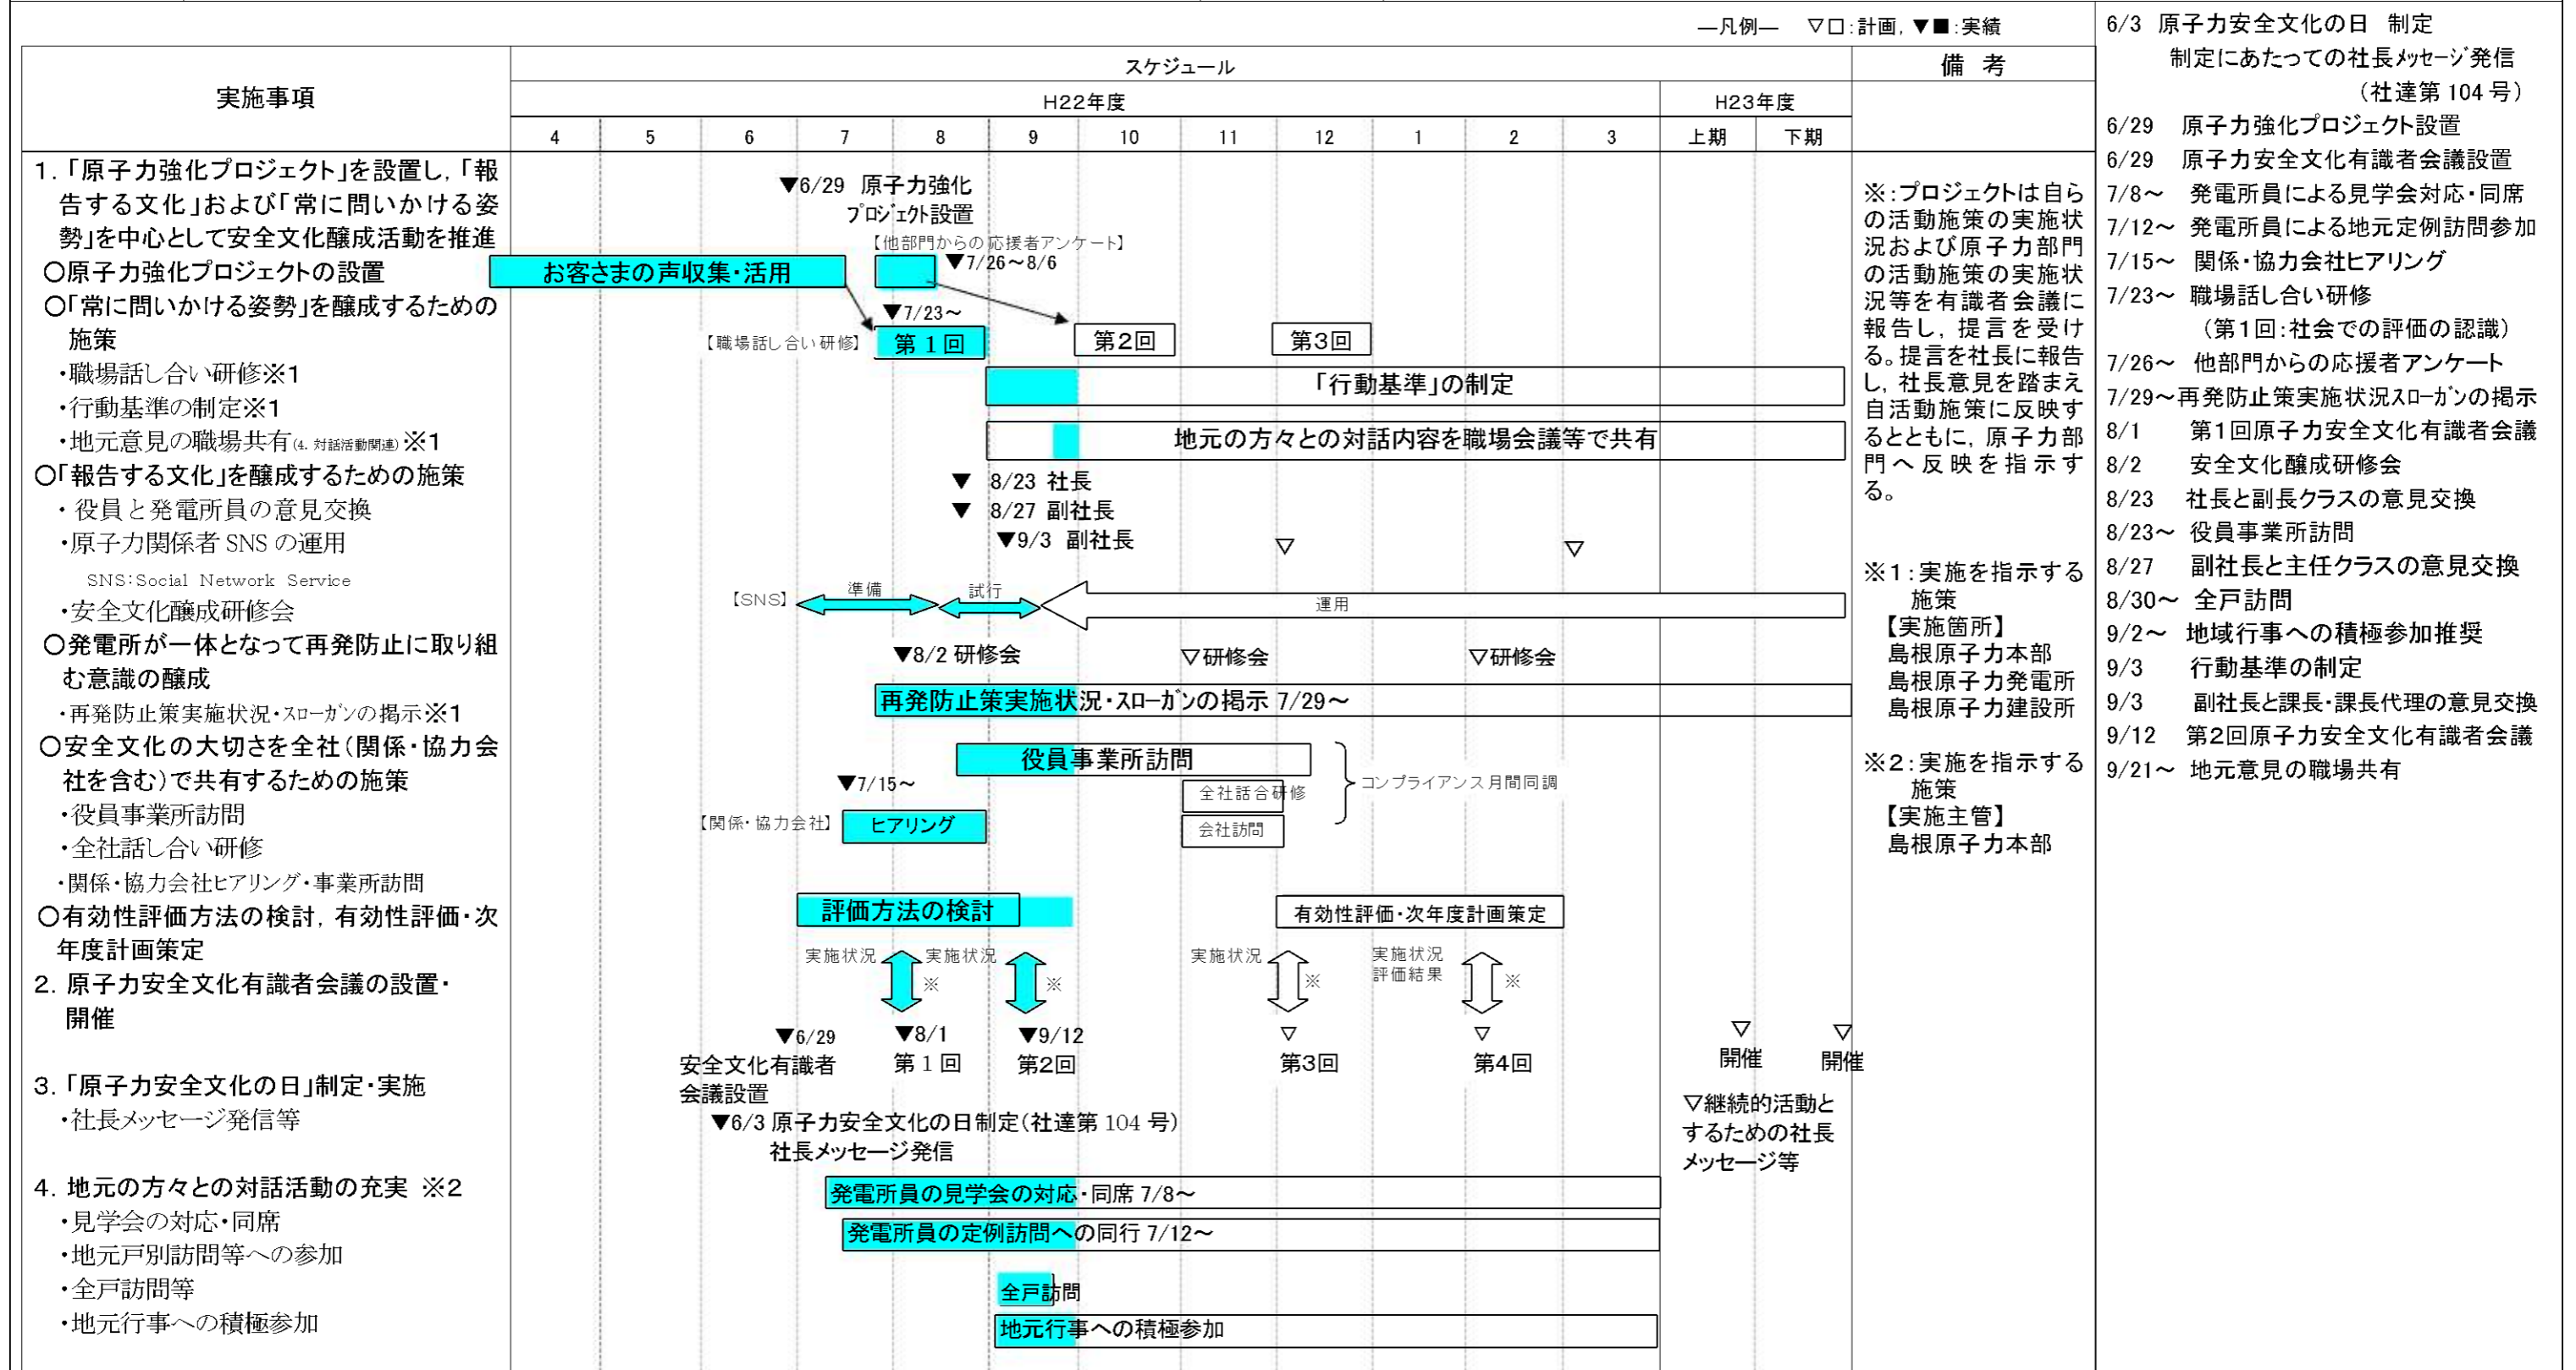 ―凡例― ▽□:計画, ▼■:実績
実施事項
スケジュール
備 考
H22年度
H23年度
4 5 6 7 8 9 10 11 12 1 2 3 上期 下期
1.「原子力強化プロジェクト」を設置し,「報
告する文化」および「常に問いかける姿
勢」を中心として安全文化醸成活動を推進
○原子力強化プロジェクトの設置
○「常に問いかける姿勢」を醸成するための
施策
・職場話し合い研修※1
・行動基準の制定※1
・地元意見の職場共有(4. 対話活動関連)※1
○「報告する文化」を醸成するための施策
・役員と発電所員の意見交換
・原子力関係者 SNS の運用
SNS:Social Network Service
・安全文化醸成研修会
○発電所が一体となって再発防止に取り組
む意識の醸成
・再発防止策実施状況・スローガンの掲示※1
○安全文化の大切さを全社(関係・協力会
社を含む)で共有するための施策
・役員事業所訪問
・全社話し合い研修
・関係・協力会社ヒアリング・事業所訪問
○有効性評価方法の検討, 有効性評価・次
年度計画策定
2. 原子力安全文化有識者会議の設置・
開催
3.「原子力安全文化の日」制定・実施
・社長メッセージ発信等
4. 地元の方々との対話活動の充実 ※2
・見学会の対応・同席
・地元戸別訪問等への参加
・全戸訪問等
・地元行事への積極参加
▼6/29 原子力強化
プロジェクト設置
【他部門からの応援者アンケート】
お客さまの声収集・活用
▼7/26~8/6
▼7/23~
【職場話し合い研修】
第1回
第2回
第3回
「行動基準」の制定
地元の方々との対話内容を職場会議等で共有
▼ 8/23 社長
▼ 8/27 副社長
▼9/3 副社長 ▽ ▽
【SNS】
準備
試行
運用
▼8/2 研修会
▽研修会
▽研修会
再発防止策実施状況・スローガンの掲示 7/29~
役員事業所訪問
▼7/15~
全社話合研修
コンプライアンス月間同調
【関係・協力会社】
ヒアリング
会社訪問
評価方法の検討
有効性評価・次年度計画策定
実施状況
実施状況
実施状況
実施状況
評価結果
※ ※ ※ ※
▼6/29
▼8/1
▼9/12
▽ ▽ ▽ ▽
安全文化有識者
会議設置
第1回
第2回
第3回
第4回
開催
開催
▼6/3 原子力安全文化の日制定(社達第 104 号)
社長メッセージ発信
▽継続的活動と
するための社長
メッセージ等
発電所員の見学会の対応・同席 7/8~
発電所員の定例訪問への同行 7/12~
全戸訪問
地元行事への積極参加
※:プロジェクトは自ら
の活動施策の実施状
況および原子力部門
の活動施策の実施状
況等を有識者会議に
報告し, 提言を受け
る。提言を社長に報告
し, 社長意見を踏まえ
自活動施策に反映す
るとともに, 原子力部
門へ反映を指示す
る。
※1:実施を指示する
施策
【実施箇所】
島根原子力本部
島根原子力発電所
島根原子力建設所
※2:実施を指示する
施策
【実施主管】
島根原子力本部
6/3 原子力安全文化の日 制定
制定にあたっての社長メッセージ発信
(社達第 104 号)
6/29 原子力強化プロジェクト設置
6/29 原子力安全文化有識者会議設置
7/8~ 発電所員による見学会対応・同席
7/12~ 発電所員による地元定例訪問参加
7/15~ 関係・協力会社ヒアリング
7/23~ 職場話し合い研修
(第1回:社会での評価の認識)
7/26~ 他部門からの応援者アンケート
7/29~再発防止策実施状況スローガンの掲示
8/1 第1回原子力安全文化有識者会議
8/2 安全文化醸成研修会
8/23 社長と副長クラスの意見交換
8/23~ 役員事業所訪問
8/27 副社長と主任クラスの意見交換
8/30~ 全戸訪問
9/2~ 地域行事への積極参加推奨
9/3 行動基準の制定
9/3 副社長と課長・課長代理の意見交換
9/12 第2回原子力安全文化有識者会議
9/21~ 地元意見の職場共有